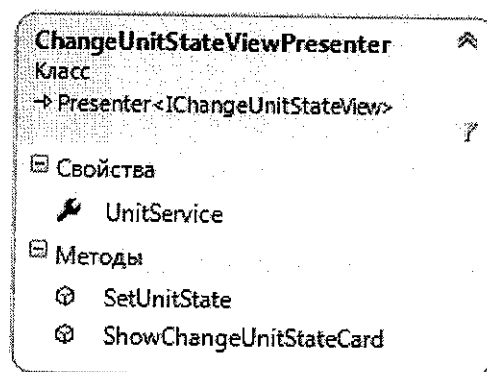 ChangeUnitStateViewPresenter
Класс
Presenter<IChangeUnitStateView>
Свойства
UnitService
Методы
SetUnitState
ShowChangeUnitStateCard